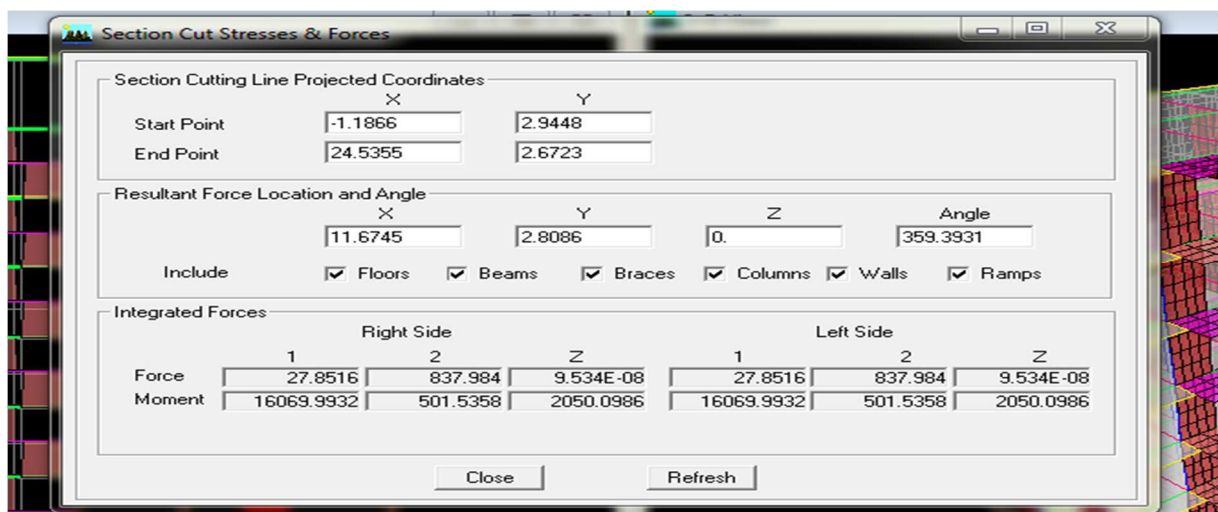 Section Cut Stresses & Forces
Section Cutting Line Projected Coordinates
X Y
Start Point -1.1866 2.9448
End Point 24.5355 2.6723
Resultant Force Location and Angle
X Y Z Angle
11.6745 2.8086 0. 359.3931
Include Floors Beams Braces Columns Walls Ramps
Integrated Forces
Right Side Left Side
1 2 Z 1 2 Z
Force 27.8516 837.984 9.534E-08 27.8516 837.984 9.534E-08
Moment 16069.9932 501.5358 2050.0986 16069.9932 501.5358 2050.0986
Close Refresh